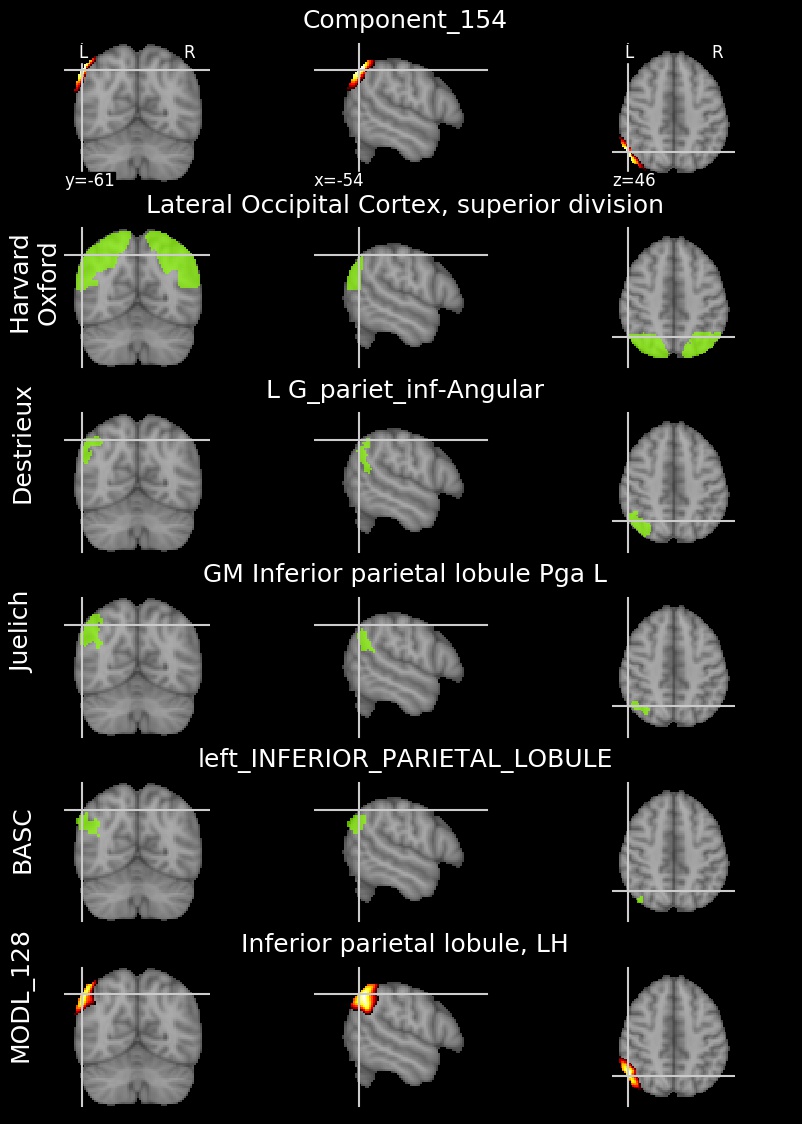 Component_154
L R L R
y=-61 x=-54 z=46
Lateral Occipital Cortex, superior division
Harvard
Oxford
L G_pariet_inf-Angular
Destrieux
GM Inferior parietal lobule Pga L
Juelich
left_INFERIOR_PARIETAL_LOBULE
BASC
Inferior parietal lobule, LH
MODL_128